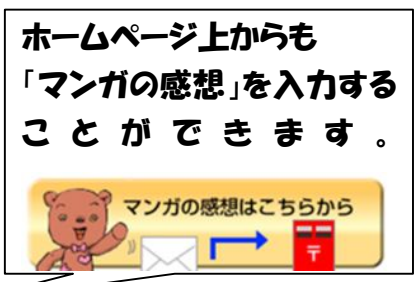 ホームページ上からも
「マンガの感想」を入力する
ことができます。
マンガの感想はこちらから
〒